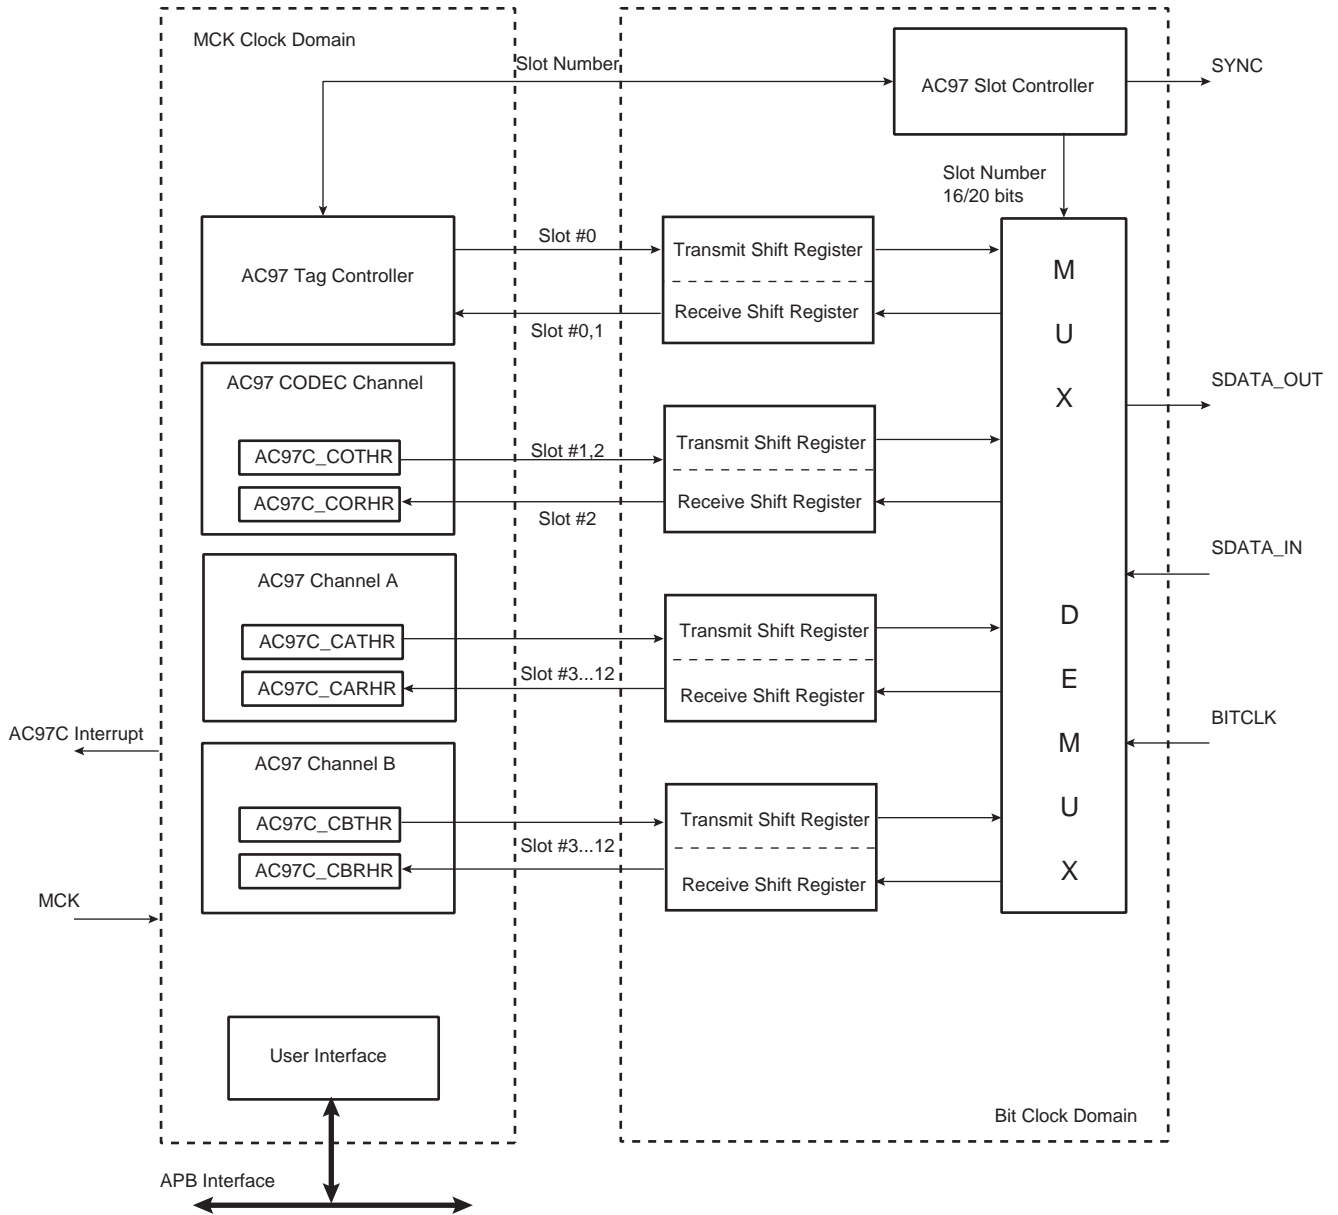 MCK Clock Domain
Slot Number
AC97 Slot Controller
SYNC
Slot Number
16/20 bits
AC97 Tag Controller
Slot #0
Slot #0,1
Transmit Shift Register
Receive Shift Register
M
U
X
D
E
M
U
X
AC97 CODEC Channel
AC97C_COTHR
AC97C_CORHR
Slot #1,2
Slot #2
Transmit Shift Register
Receive Shift Register
SDATA_OUT
AC97 Channel A
AC97C_CATHR
AC97C_CARHR
Slot #3...12
Transmit Shift Register
Receive Shift Register
SDATA_IN
AC97C Interrupt
BITCLK
AC97 Channel B
AC97C_CBTHR
AC97C_CBRHR
Slot #3...12
Transmit Shift Register
Receive Shift Register
MCK
User Interface
Bit Clock Domain
APB Interface